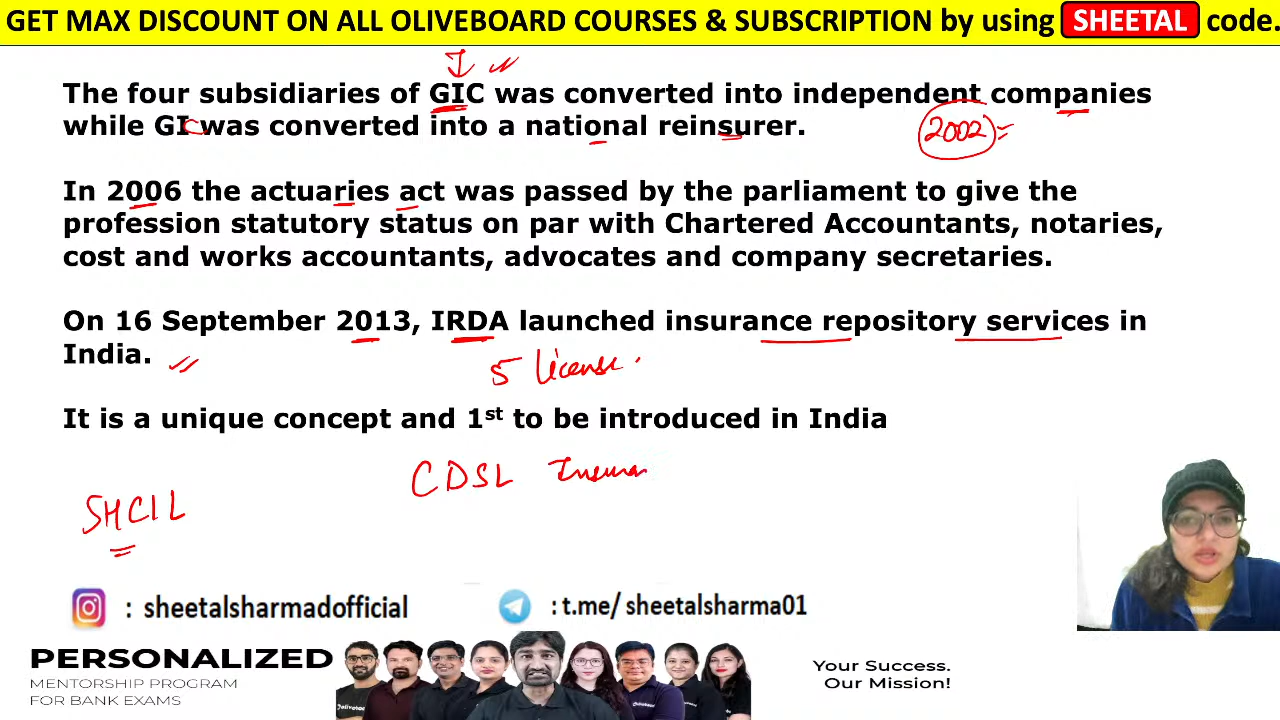 GET MAX DISCOUNT ON ALL OLIVEBOARD COURSES & SUBSCRIPTION by using SHEETAL code.
The four subsidiaries of GIC was converted into independent companies
while GI was converted into a national reinsurer.
2002
In 2006 the actuaries act was passed by the parliament to give the
profession statutory status on par with Chartered Accountants, notaries,
cost and works accountants, advocates and company secretaries.
On 16 September 2013, IRDA launched insurance repository services in
India.
5 license
It is a unique concept and 1st to be introduced in India
CDSL Insuran
SHCIL
: sheetalsharmadofficial
: t.me/ sheetalsharma01
PERSONALIZED
MENTORSHIP PROGRAM
FOR BANK EXAMS
Your Success.
Our Mission!